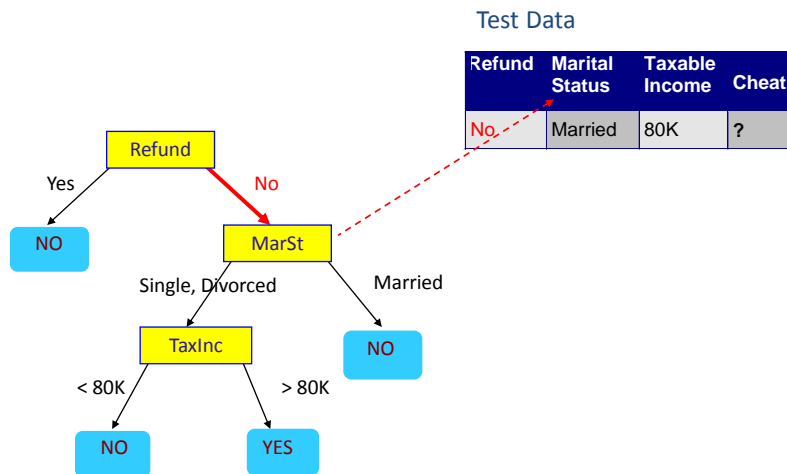 Test Data
Refund Marital Status Taxable Income Cheat
No Married 80K ?
Refund
Yes
No
NO
MarSt
Single, Divorced
Married
TaxInc
NO
< 80K
> 80K
NO
YES